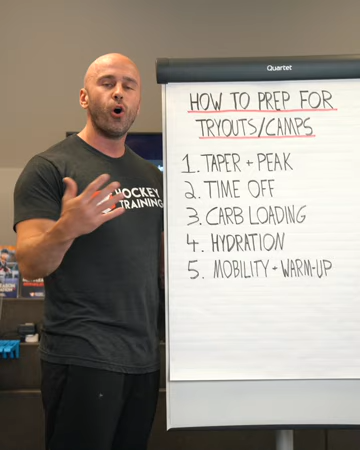 Quartet
HOW TO PREP FOR
TRYOUTS/CAMPS
1. TAPER + PEAK
2. TIME OFF
3. CARB LOADING
4. HYDRATION
5. MOBILITY + WARM-UP
HOCKEY
TRAINING